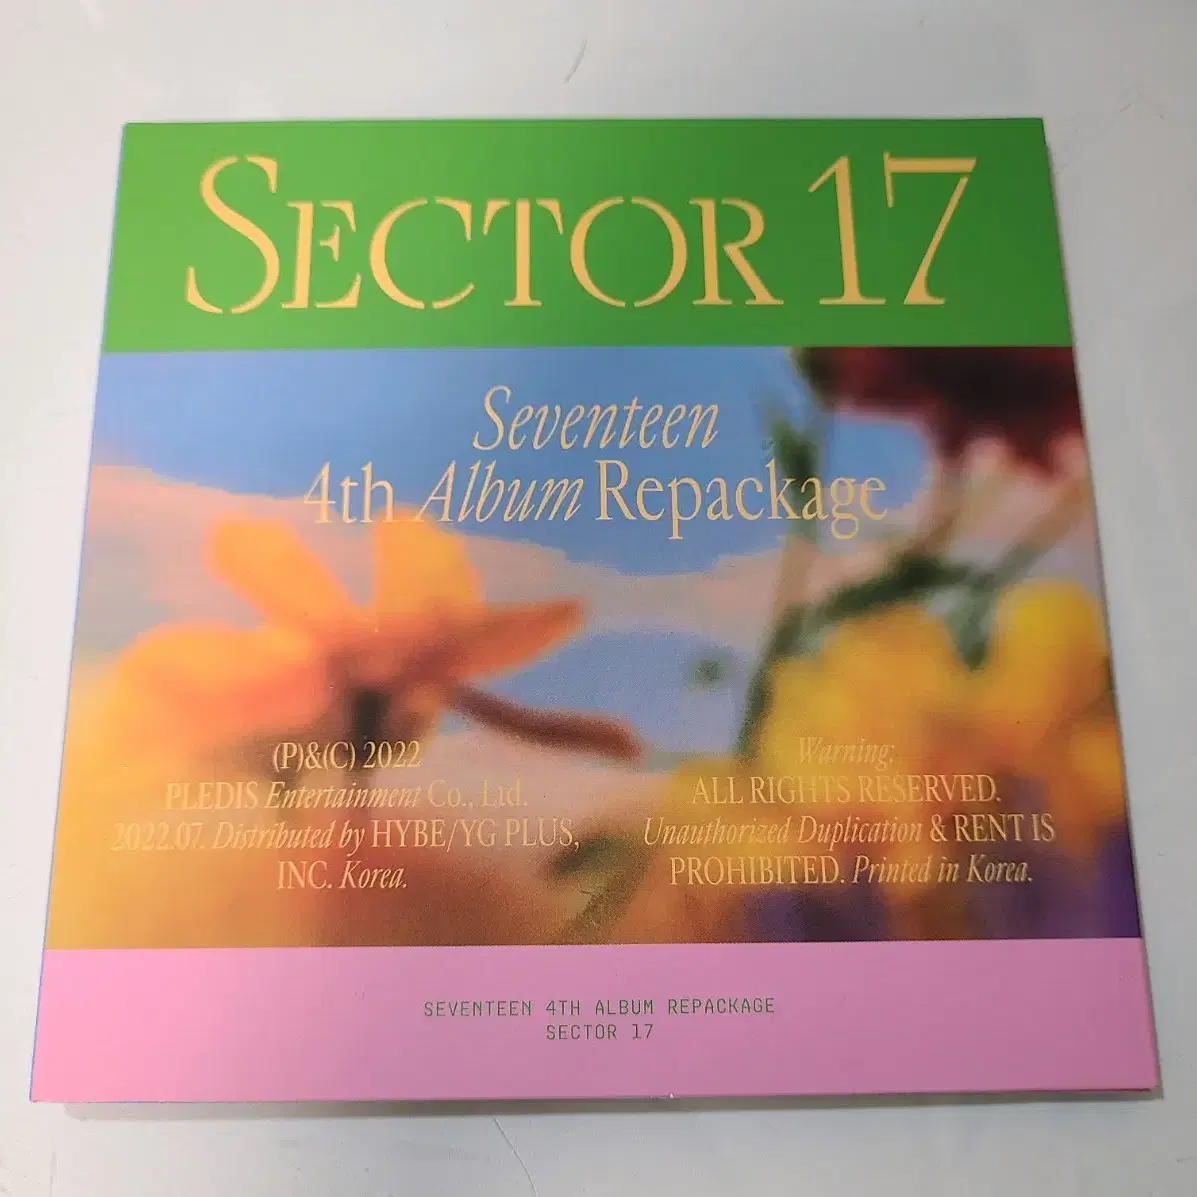 SECTOR 17
Seventeen
4th Album Repackage
(P)&(C) 2022
PLEDIS Entertainment Co., Ltd.
2022.07. Distributed by HYBE/YG PLUS,
INC. Korea.
Warning:
ALL RIGHTS RESERVED.
Unauthorized Duplication & RENT IS
PROHIBITED. Printed in Korea.
SEVENTEEN 4TH ALBUM REPACKAGE
SECTOR 17